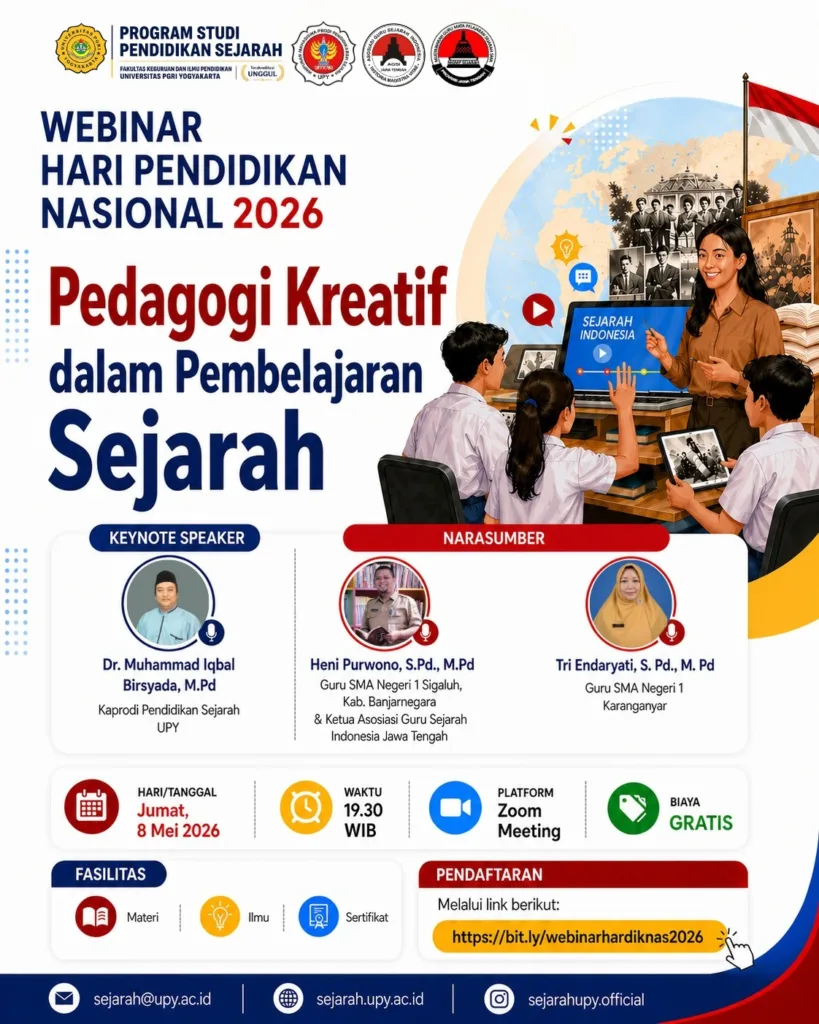 PROGRAM STUDI
PENDIDIKAN SEJARAH
FAKULTAS KEGURUAN DAN ILMU PENDIDIKAN
UNIVERSITAS PGRI YOGYAKARTA
Terakreditasi
UNGGUL
UPY
AGSI
JAWA TENGAH
WEBINAR
HARI PENDIDIKAN
NASIONAL 2026
Pedagogi Kreatif
dalam Pembelajaran
Sejarah
SEJARAH
INDONESIA
KEYNOTE SPEAKER
Dr. Muhammad Iqbal
Birsyada, M.Pd
Kaprodi Pendidikan Sejarah
UPY
NARASUMBER
Heni Purwono, S.Pd., M.Pd
Guru SMA Negeri 1 Sigaluh,
Kab. Banjarnegara
& Ketua Asosiasi Guru Sejarah
Indonesia Jawa Tengah
Tri Endaryati, S. Pd., M. Pd
Guru SMA Negeri 1
Karanganyar
HARI/TANGGAL
Jumat,
8 Mei 2026
WAKTU
19.30
WIB
PLATFORM
Zoom
Meeting
BIAYA
GRATIS
FASILITAS
Materi
Ilmu
Sertifikat
PENDAFTARAN
Melalui link berikut:
https://bit.ly/webinarhardiknas2026
sejarah@upy.ac.id
sejarah.upy.ac.id
sejarahupy.official